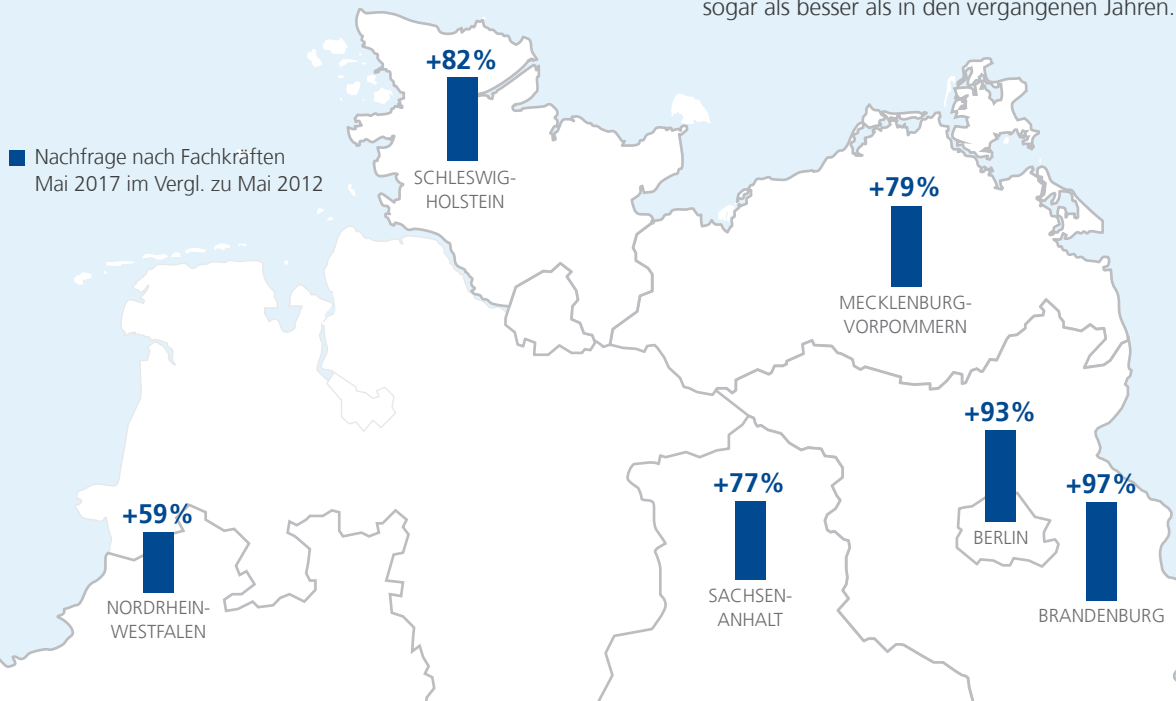 sogar als besser als in den vergangenen Jahren.
+82%
SCHLESWIG-
HOLSTEIN
Nachfrage nach Fachkräften
Mai 2017 im Vergl. zu Mai 2012
+79%
MECKLENBURG-
VORPOMMERN
+93%
BERLIN
+97%
BRANDENBURG
+77%
SACHSEN-
ANHALT
+59%
NORDRHEIN-
WESTFALEN